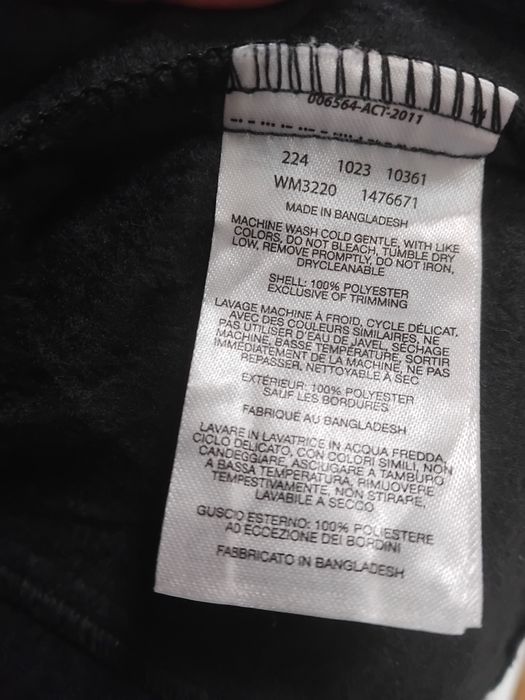 006564-ACT-2011
224 1023 10361
WM3220 1476671
MADE IN BANGLADESH
MACHINE WASH COLD GENTLE, WITH LIKE
COLORS, DO NOT BLEACH, TUMBLE DRY
LOW, REMOVE PROMPTLY, DO NOT IRON,
DRYCLEANABLE
SHELL: 100% POLYESTER
EXCLUSIVE OF TRIMMING
LAVAGE MACHINE À FROID, CYCLE DÉLICAT,
AVEC DES COULEURS SIMILAIRES, NE
PAS UTILISER D'EAU DE JAVEL, SÉCHAGE
MACHINE, BASSE TEMPÉRATURE, SORTIR
IMMÉDIATEMENT DE LA MACHINE, NE PAS
REPASSER, NETTOYABLE À SEC
EXTÉRIEUR: 100% POLYESTER
SAUF LES BORDURES
FABRIQUÉ AU BANGLADESH
LAVARE IN LAVATRICE IN ACQUA FREDDA,
CICLO DELICATO, CON COLORI SIMILI, NON
CANDEGGIARE, ASCIUGARE A TAMBURO
A BASSA TEMPERATURA, RIMUOVERE
TEMPESTIVAMENTE, NON STIRARE,
LAVABILE A SECCO
GUSCIO ESTERNO: 100% POLIESTERE
AD ECCEZIONE DEI BORDINI
FABBRICATO IN BANGLADESH